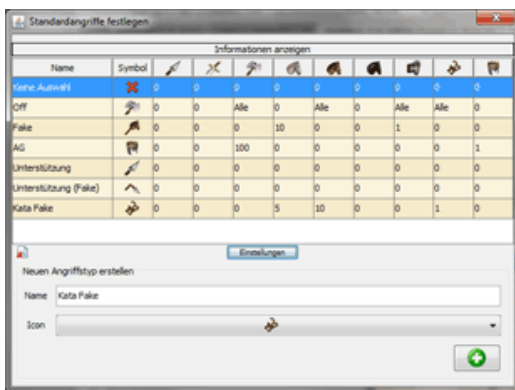 Standardangriffe festlegen
Informationen anzeigen
Name Symbol
Keine Auswahl 0 0 0 0 0 0 0 0 0
Off 0 0 Alle 0 Alle 0 Alle Alle 0
Fake 0 0 0 10 0 0 1 0 0
AG 0 0 100 0 0 0 0 0 1
Unterstützung 0 0 0 0 0 0 0 0 0
Unterstützung (Fake) 0 0 0 0 0 0 0 0 0
Kata Fake 0 0 0 5 10 0 0 1 0
Einstellungen
Neuen Angriffstyp erstellen
Name Kata Fake
Icon